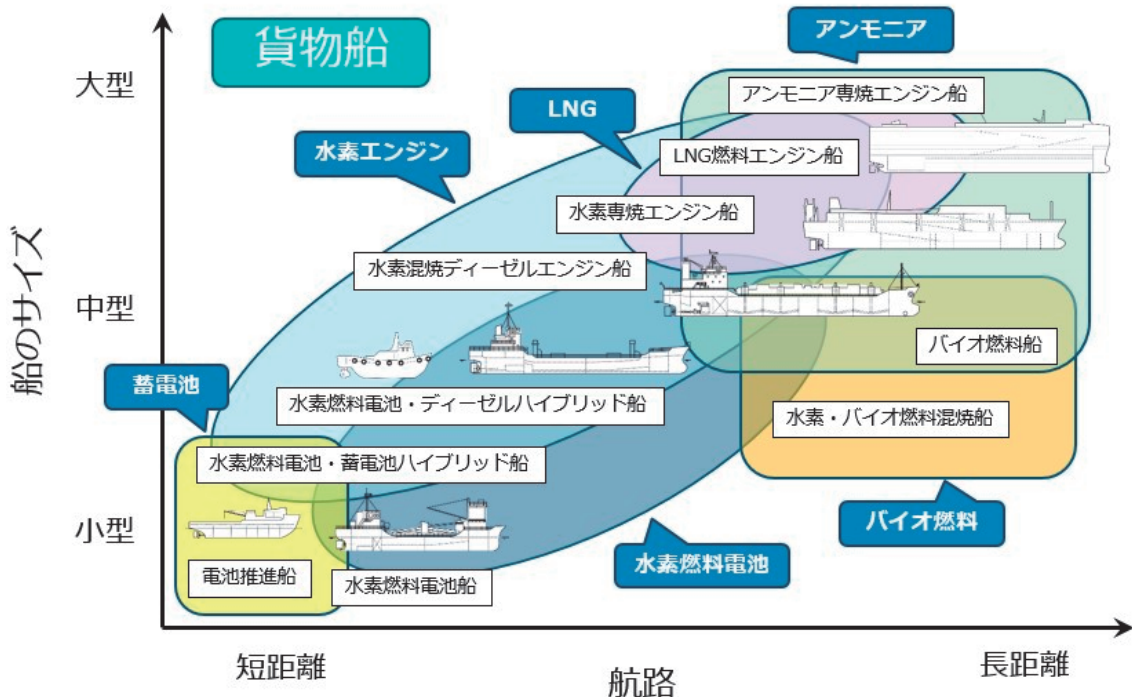 貨物船
アンモニア
大型
アンモニア専焼エンジン船
LNG
水素エンジン
LNG燃料エンジン船
水素専焼エンジン船
水素混焼ディーゼルエンジン船
船のサイズ
中型
バイオ燃料船
蓄電池
水素燃料電池・ディーゼルハイブリッド船
水素・バイオ燃料混焼船
水素燃料電池・蓄電池ハイブリッド船
小型
バイオ燃料
水素燃料電池
電池推進船
水素燃料電池船
短距離
航路
長距離